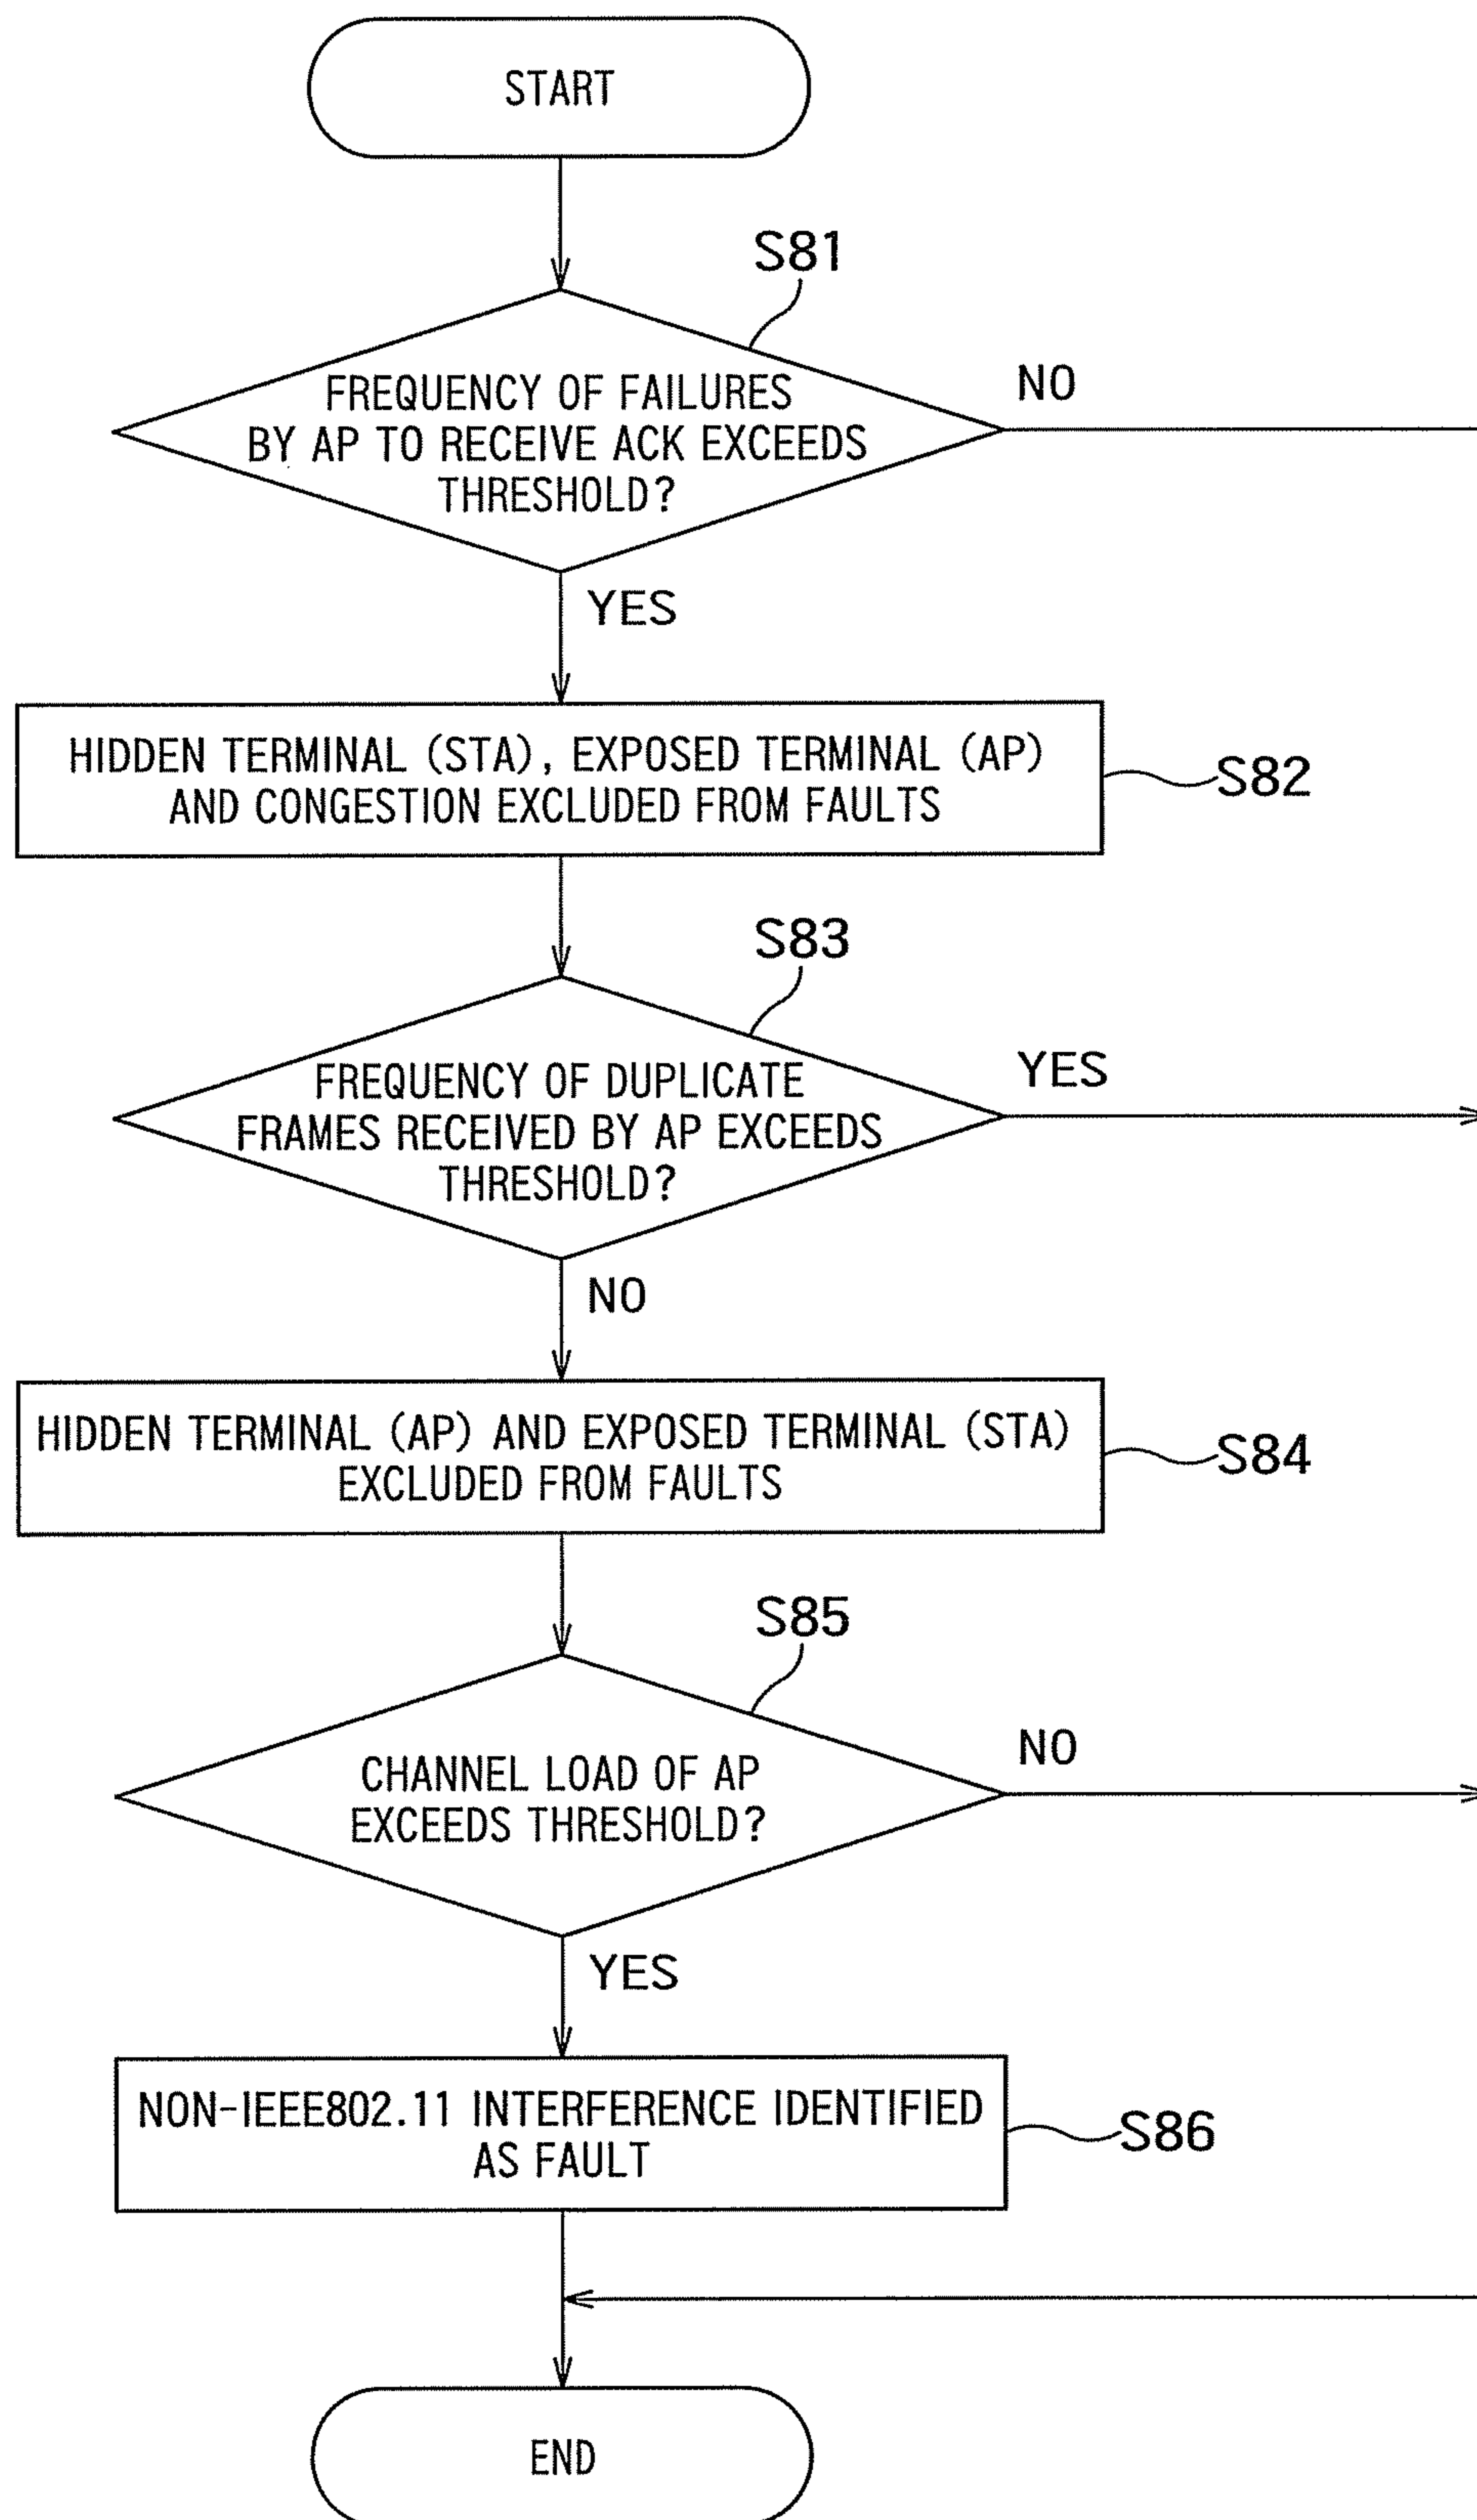 START
S81
FREQUENCY OF FAILURES
BY AP TO RECEIVE ACK EXCEEDS
THRESHOLD?
NO
YES
HIDDEN TERMINAL (STA), EXPOSED TERMINAL (AP)
AND CONGESTION EXCLUDED FROM FAULTS
S82
S83
FREQUENCY OF DUPLICATE
FRAMES RECEIVED BY AP EXCEEDS
THRESHOLD?
YES
NO
HIDDEN TERMINAL (AP) AND EXPOSED TERMINAL (STA)
EXCLUDED FROM FAULTS
S84
S85
CHANNEL LOAD OF AP
EXCEEDS THRESHOLD?
NO
YES
NON-IEEE802.11 INTERFERENCE IDENTIFIED
AS FAULT
S86
END